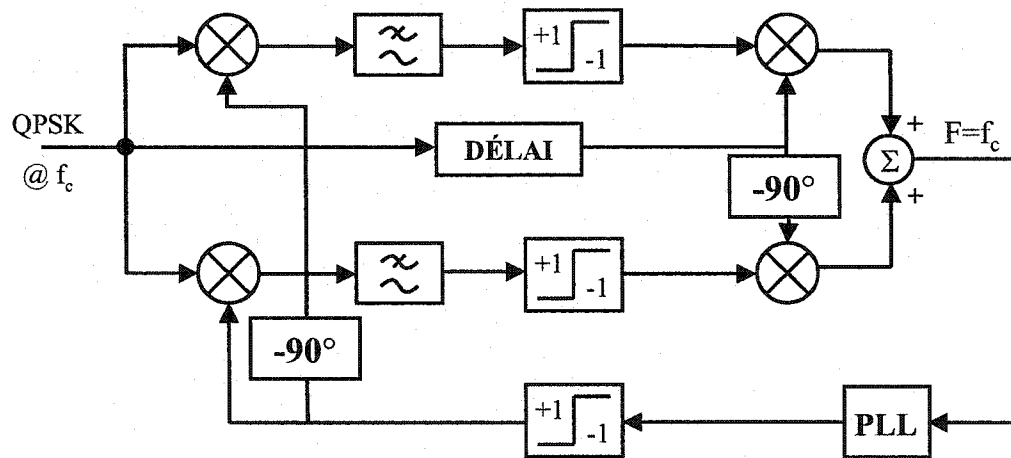 +1
-1
QPSK
@ f_c
DÉLAI
-90°
+
Σ
+
F=f_c
+1
-1
-90°
+1
-1
PLL